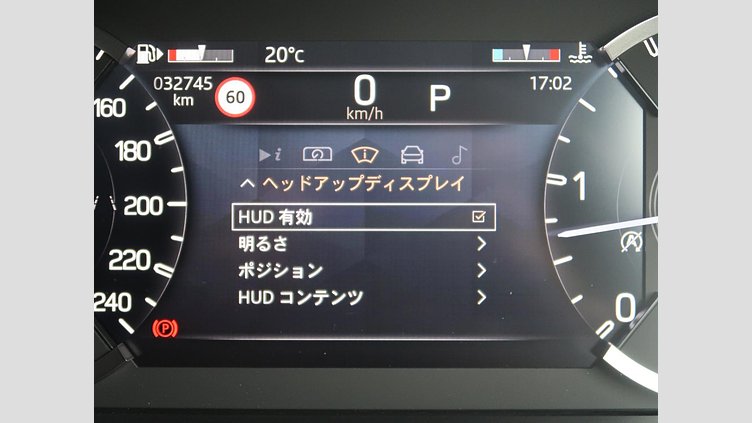 20°C
032745
km
60
0
km/h
P
17:02
i
ヘッドアップディスプレイ
HUD 有効
明るさ
ポジション
HUD コンテンツ
160
180
200
220
240
P
1
0
A